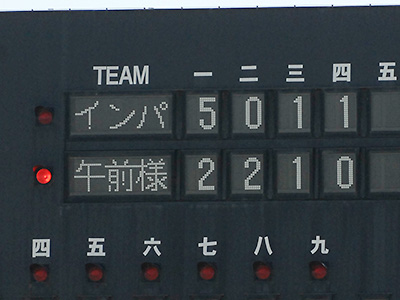 TEAM 一 二 三 四 五
インパ 5 0 1 1
午前様 2 2 1 0
四 五 六 七 八 九